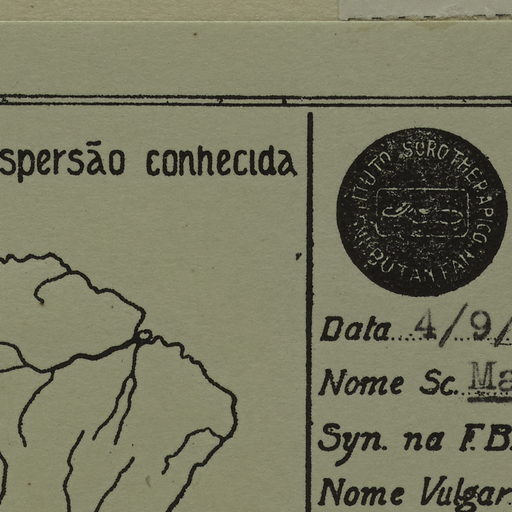 spersão conhecida
INSTITUTO SOROTHERAPICO
BUTANTAN
Data 4/9/
Nome Sc. Ma
Syn. na F.B.
Nome Vulgar